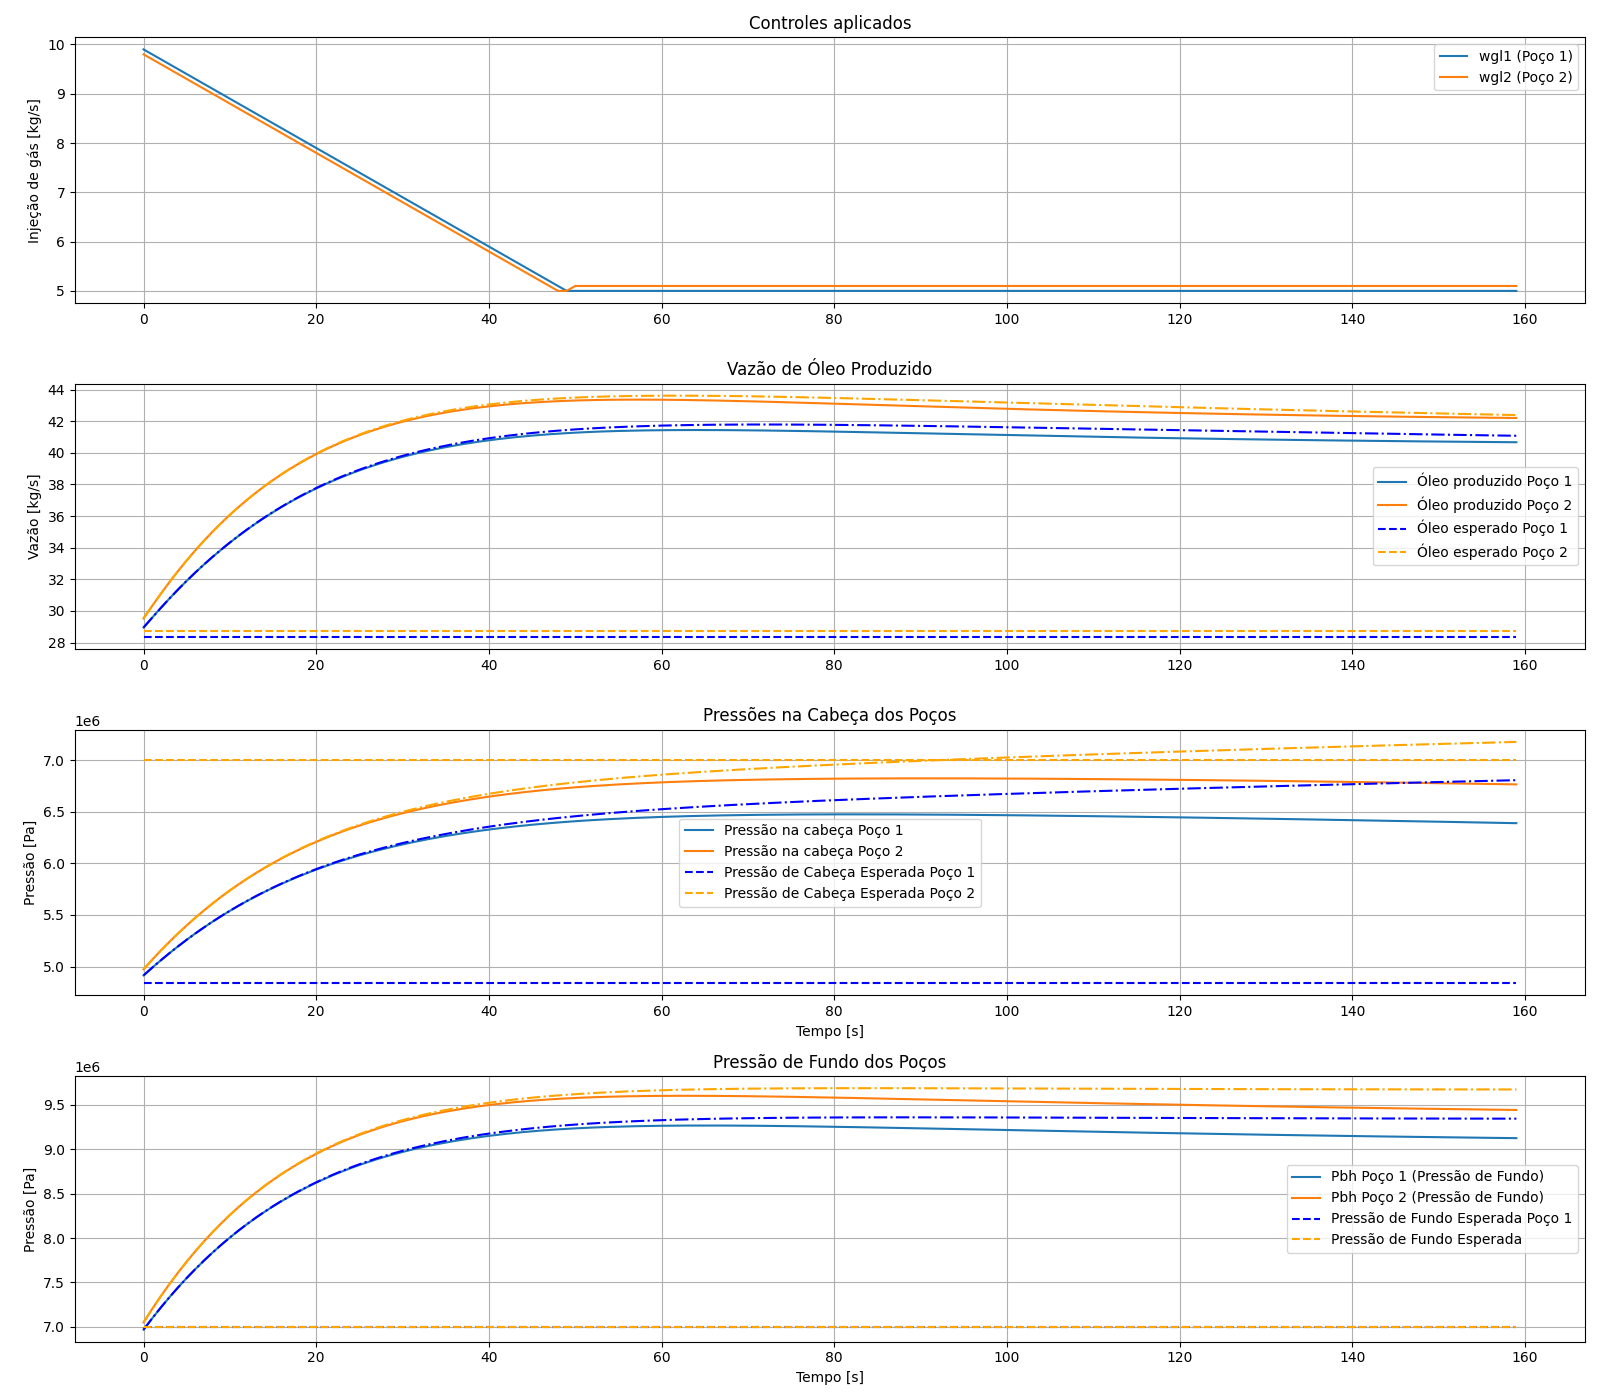 Controles aplicados
Injeção de gás [kg/s]
10
9
8
7
6
5
wgl1 (Poço 1)
wgl2 (Poço 2)
0 20 40 60 80 100 120 140 160
Vazão de Óleo Produzido
Vazão [kg/s]
44
42
40
38
36
34
32
30
28
Óleo produzido Poço 1
Óleo produzido Poço 2
Óleo esperado Poço 1
Óleo esperado Poço 2
0 20 40 60 80 100 120 140 160
Pressões na Cabeça dos Poços
1e6
Pressão [Pa]
7.0
6.5
6.0
5.5
5.0
Pressão na cabeça Poço 1
Pressão na cabeça Poço 2
Pressão de Cabeça Esperada Poço 1
Pressão de Cabeça Esperada Poço 2
0 20 40 60 80 100 120 140 160
Tempo [s]
Pressão de Fundo dos Poços
1e6
Pressão [Pa]
9.5
9.0
8.5
8.0
7.5
7.0
Pbh Poço 1 (Pressão de Fundo)
Pbh Poço 2 (Pressão de Fundo)
Pressão de Fundo Esperada Poço 1
Pressão de Fundo Esperada
0 20 40 60 80 100 120 140 160
Tempo [s]